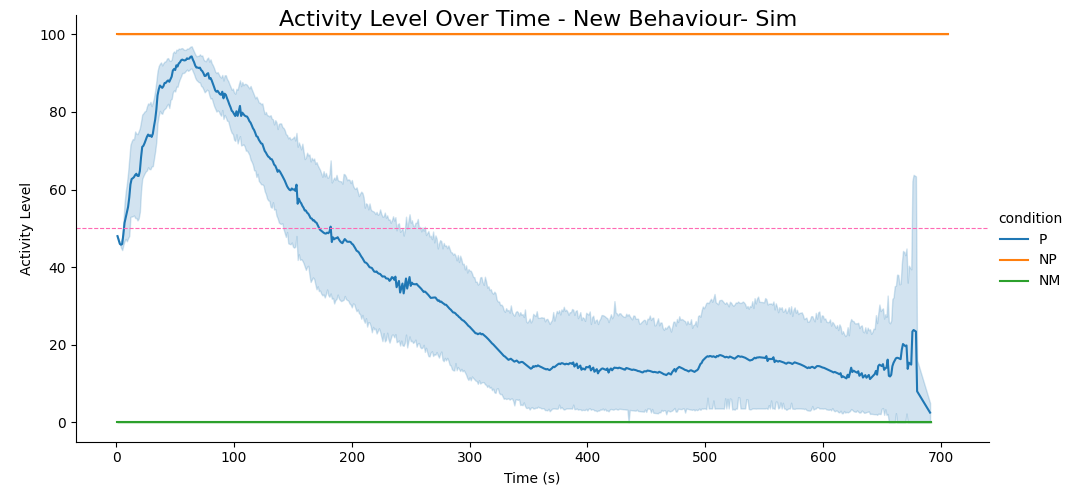 Activity Level Over Time - New Behaviour- Sim
100
80
60
40
20
0
Activity Level
0 100 200 300 400 500 600 700
Time (s)
condition
P
NP
NM